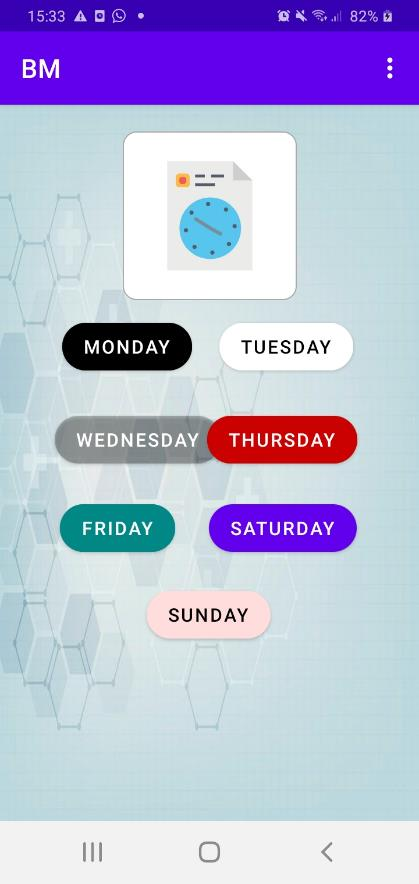 15:33 82%
BM
MONDAY TUESDAY
WEDNESDAY THURSDAY
FRIDAY SATURDAY
SUNDAY